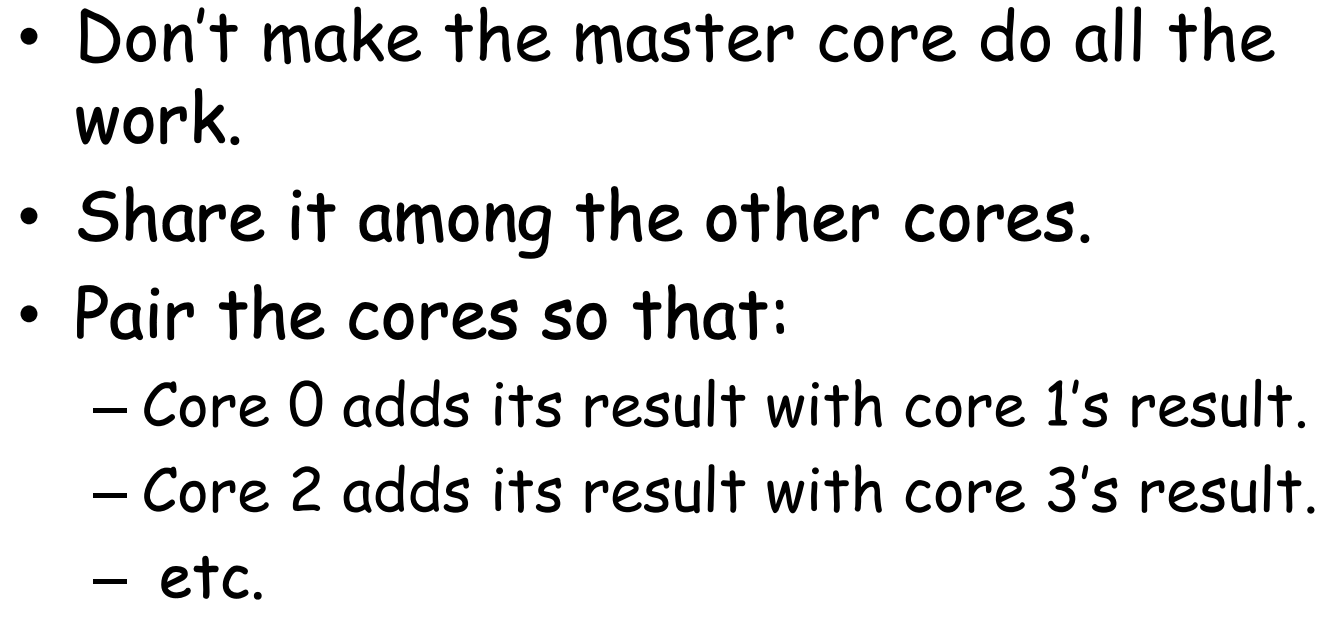 • Don’t make the master core do all the
work.
• Share it among the other cores.
• Pair the cores so that:
– Core 0 adds its result with core 1’s result.
– Core 2 adds its result with core 3’s result.
– etc.